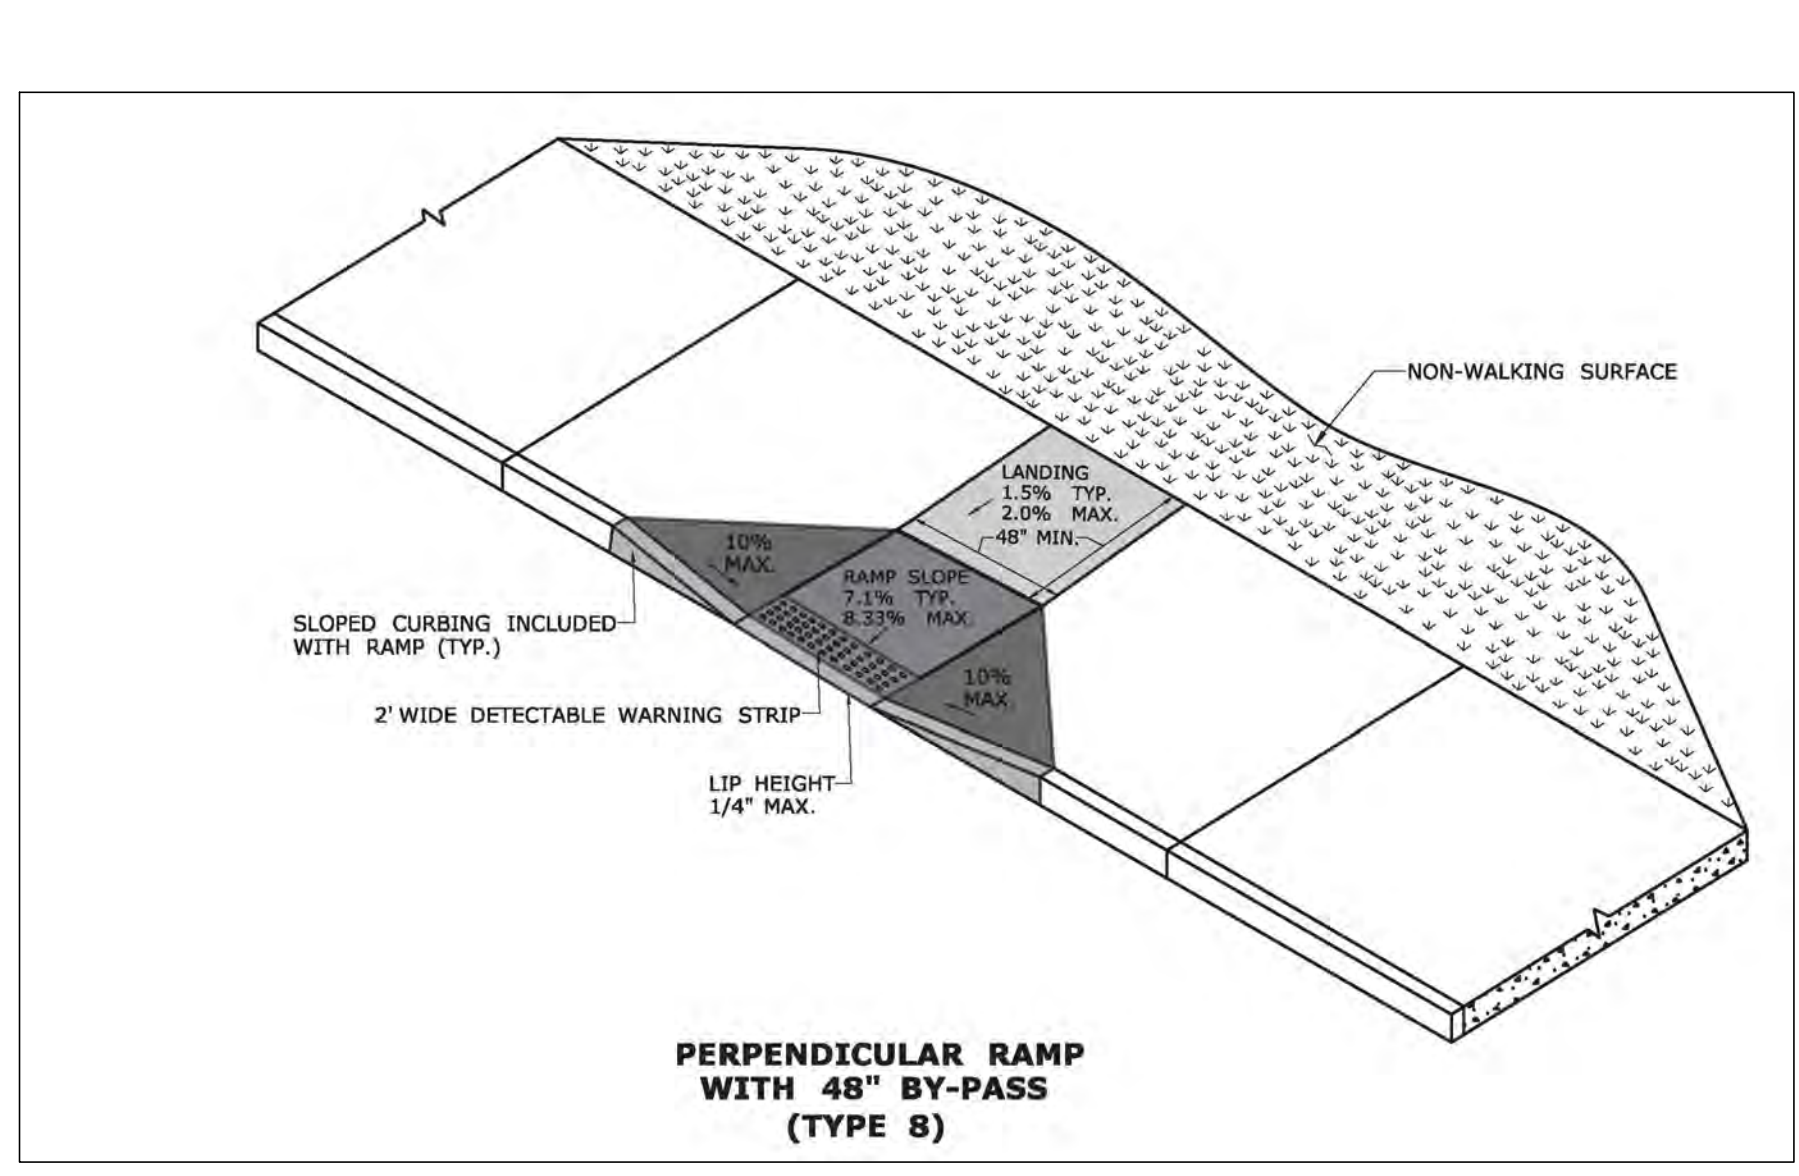 NON-WALKING SURFACE
LANDING
1.5% TYP.
2.0% MAX.
48" MIN.
10%
MAX.
RAMP SLOPE
7.1% TYP.
8.33% MAX.
SLOPED CURBING INCLUDED
WITH RAMP (TYP.)
10%
MAX.
2' WIDE DETECTABLE WARNING STRIP
LIP HEIGHT
1/4" MAX.
PERPENDICULAR RAMP
WITH 48" BY-PASS
(TYPE 8)